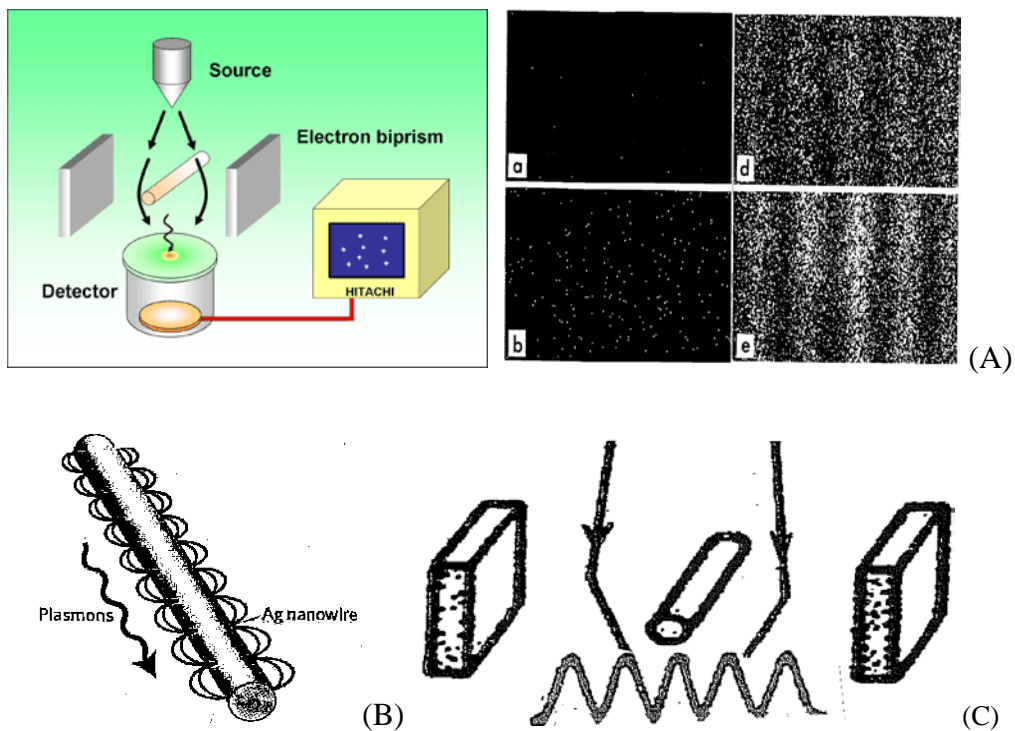 Source
Electron biprism
Detector
HITACHI
a
d
b
e
(A)
Plasmons
Ag nanowire
(B)
(C)